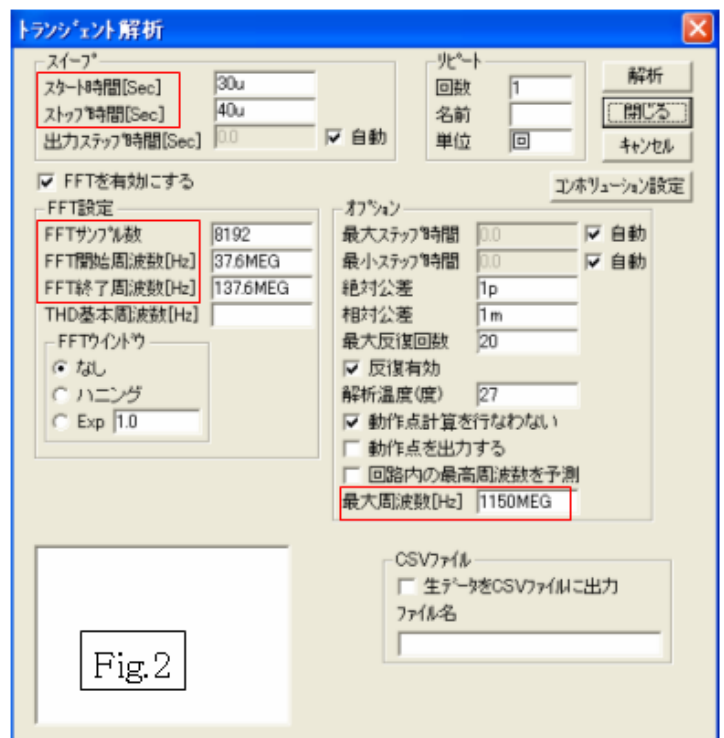 トランジェント解析
スイープ
スタート時間[Sec] 30u
ストップ時間[Sec] 40u
出力ステップ時間[Sec] 0.0 自動
リピート
回数 1
名前
単位 回
解析
閉じる
キャンセル
FFTを有効にする
コンボリューション設定
FFT設定
FFTサンプル数 8192
FFT開始周波数[Hz] 37.6MEG
FFT終了周波数[Hz] 137.6MEG
THD基本周波数[Hz]
FFTウインドウ
なし
ハニング
Exp 1.0
オプション
最大ステップ時間 0.0 自動
最小ステップ時間 0.0 自動
絶対公差 1p
相対公差 1m
最大反復回数 20
反復有効
解析温度(度) 27
動作点計算を行なわない
動作点を出力する
回路内の最高周波数を予測
最大周波数[Hz] 1150MEG
CSVファイル
生データをCSVファイルに出力
ファイル名
Fig.2